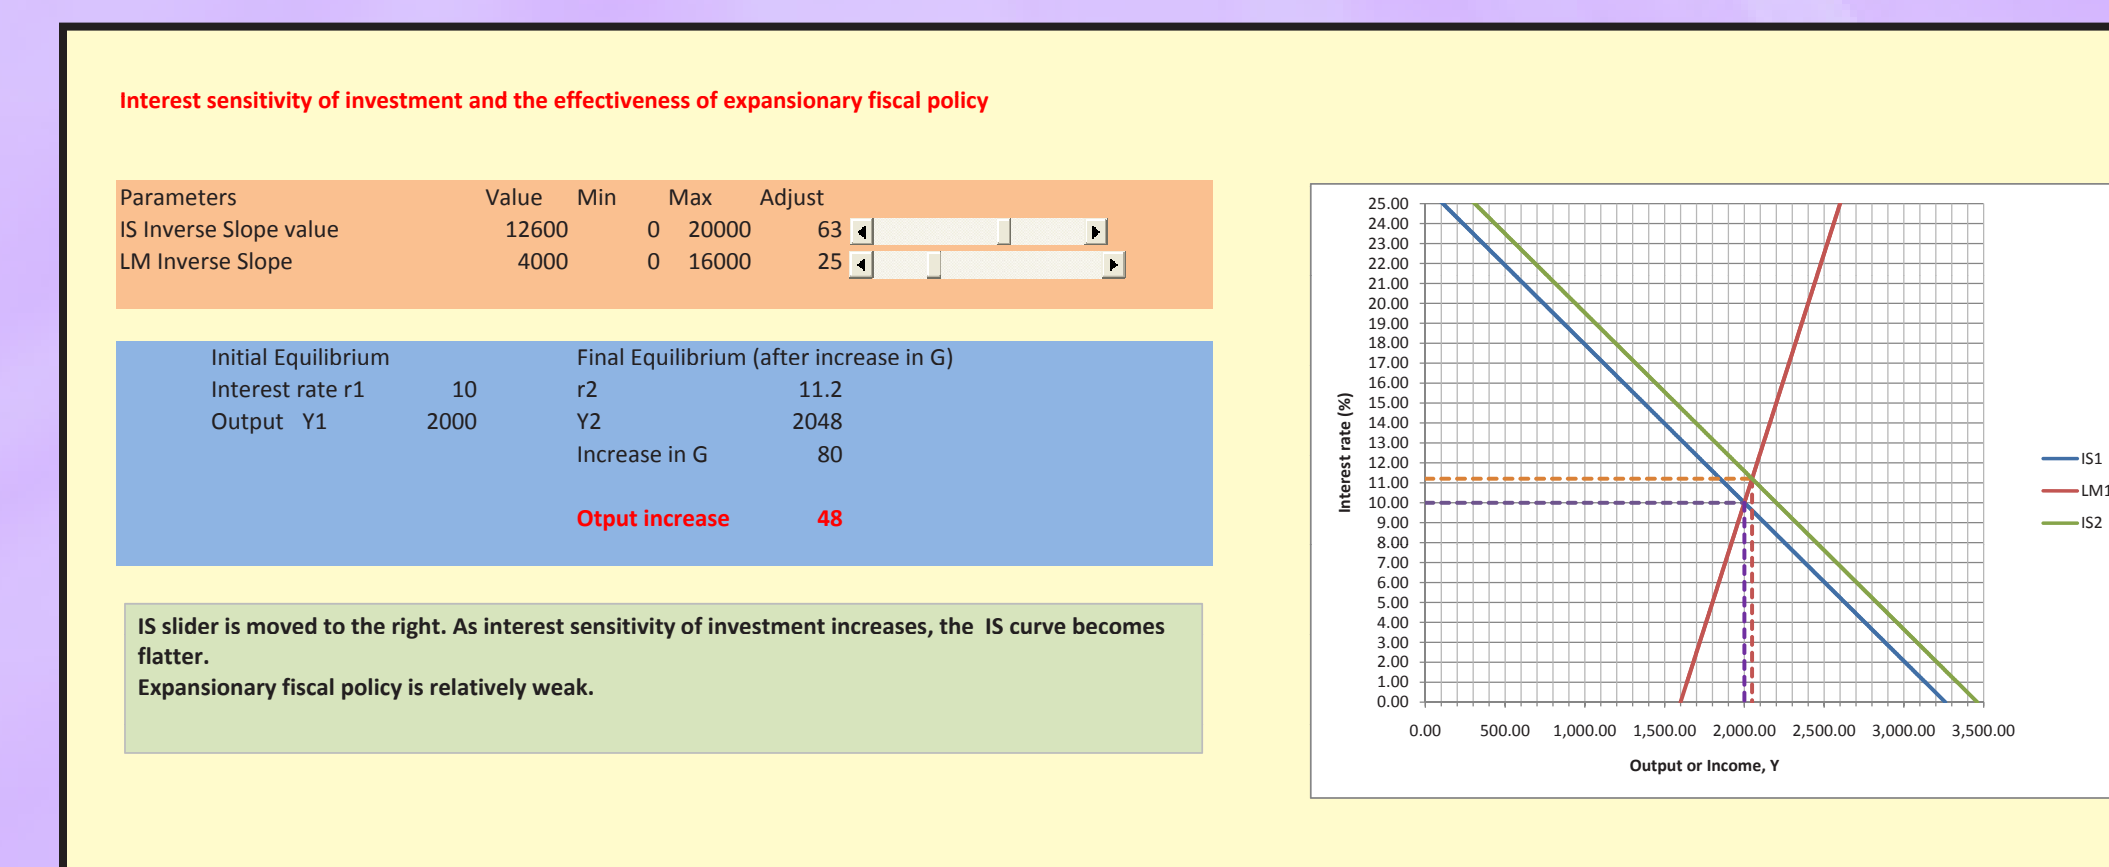 Interest sensitivity of investment and the effectiveness of expansionary fiscal policy
Parameters Value Min Max Adjust
IS Inverse Slope value 12600 0 20000 63
LM Inverse Slope 4000 0 16000 25
Initial Equilibrium Final Equilibrium (after increase in G)
Interest rate r1 10 r2 11.2
Output Y1 2000 Y2 2048
Increase in G 80
Otput increase 48
IS slider is moved to the right. As interest sensitivity of investment increases, the IS curve becomes
flatter.
Expansionary fiscal policy is relatively weak.
25.00
24.00
23.00
22.00
21.00
20.00
19.00
18.00
17.00
16.00
15.00
14.00
13.00
12.00
11.00
10.00
9.00
8.00
7.00
6.00
5.00
4.00
3.00
2.00
1.00
0.00
Interest rate (%)
0.00 500.00 1,000.00 1,500.00 2,000.00 2,500.00 3,000.00 3,500.00
Output or Income, Y
IS1
LM1
IS2